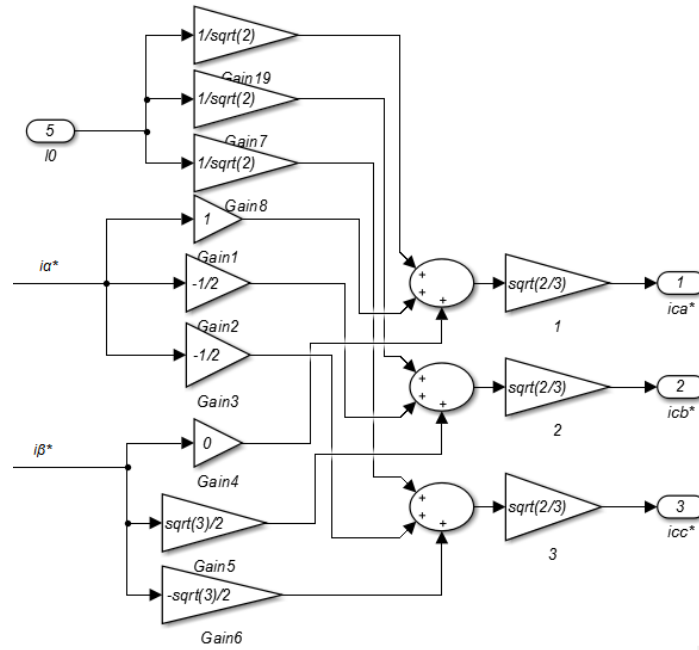 1/sqrt(2)
Gain19
1/sqrt(2)
5
I0
Gain7
1/sqrt(2)
Gain8
1
iα*
Gain1
-1/2
Gain2
-1/2
Gain3
iβ*
0
Gain4
sqrt(3)/2
Gain5
-sqrt(3)/2
Gain6
+
+
+
sqrt(2/3)
1
1
ica*
+
+
+
sqrt(2/3)
2
2
icb*
+
+
+
sqrt(2/3)
3
3
icc*